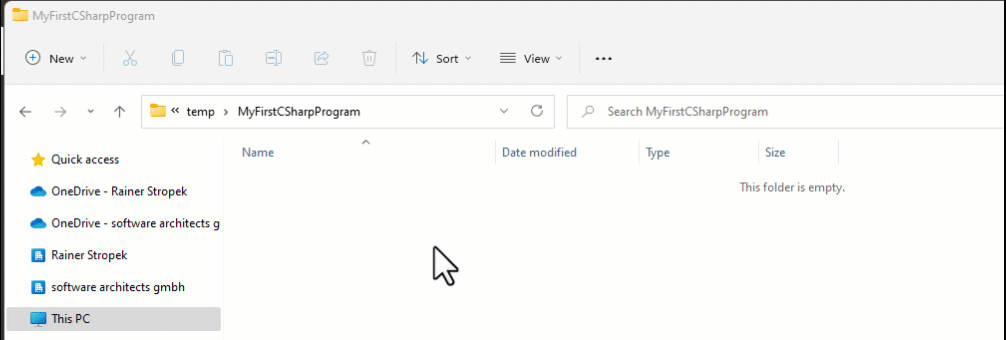 MyFirstCSharpProgram
New Sort View
temp MyFirstCSharpProgram Search MyFirstCSharpProgram
Name Date modified Type Size
This folder is empty.
Quick access
OneDrive - Rainer Stropek
OneDrive - software architects g
Rainer Stropek
software architects gmbh
This PC